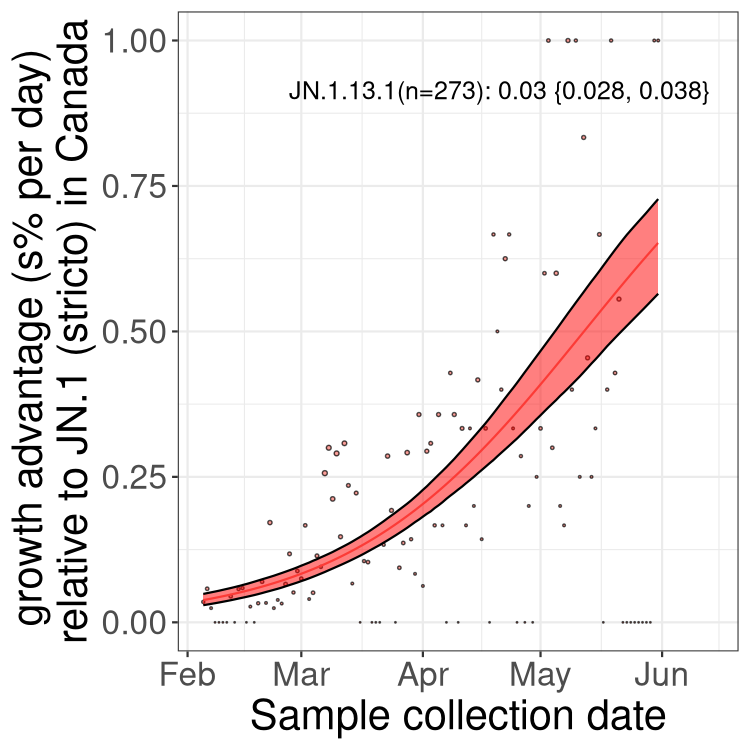 growth advantage (s% per day)
relative to JN.1 (stricto) in Canada
1.00
0.75
0.50
0.25
0.00
JN.1.13.1(n=273): 0.03 {0.028, 0.038}
Feb Mar Apr May Jun
Sample collection date